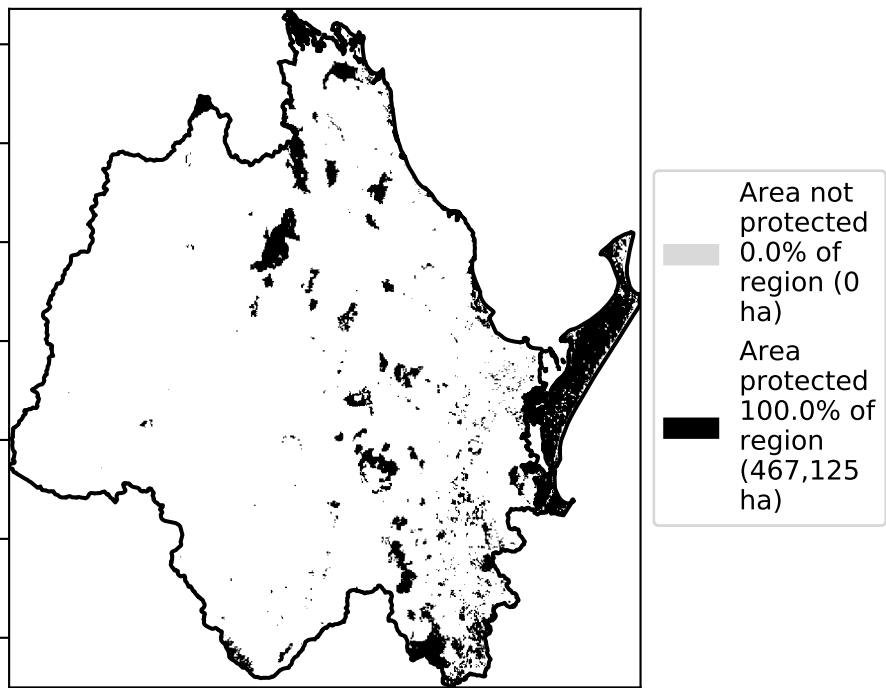 Area not
protected
0.0% of
region (0
ha)
Area
protected
100.0% of
region
(467,125
ha)